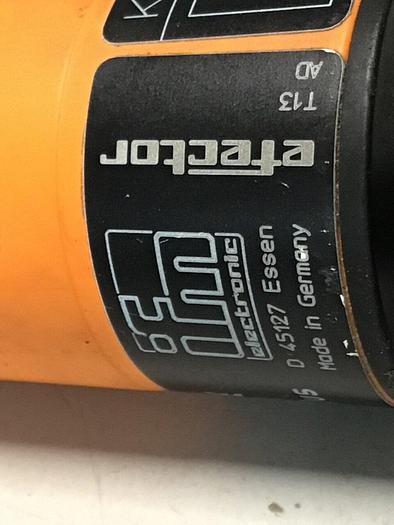 K
AD
T13
efector
ifm
electronic
D 45127 Essen
Made in Germany